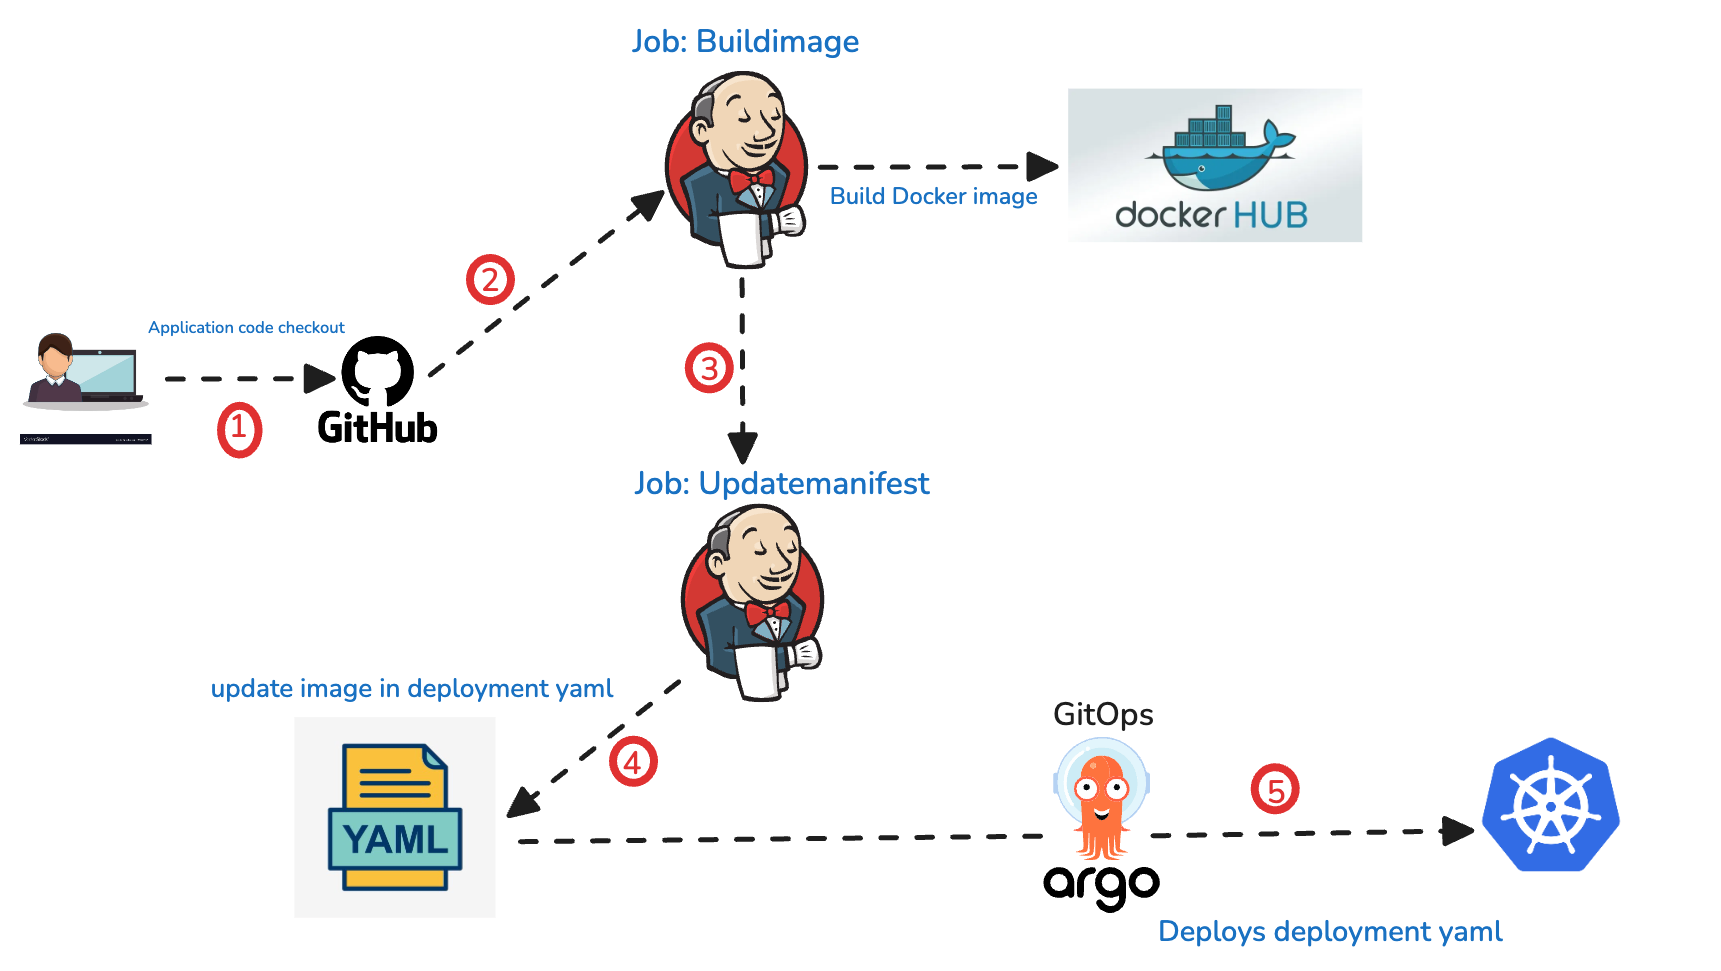 Job: Buildimage
docker HUB
Build Docker image
2
Application code checkout
1
GitHub
3
Job: Updatemanifest
update image in deployment yaml
4
YAML
GitOps
argo
5
Deploys deployment yaml